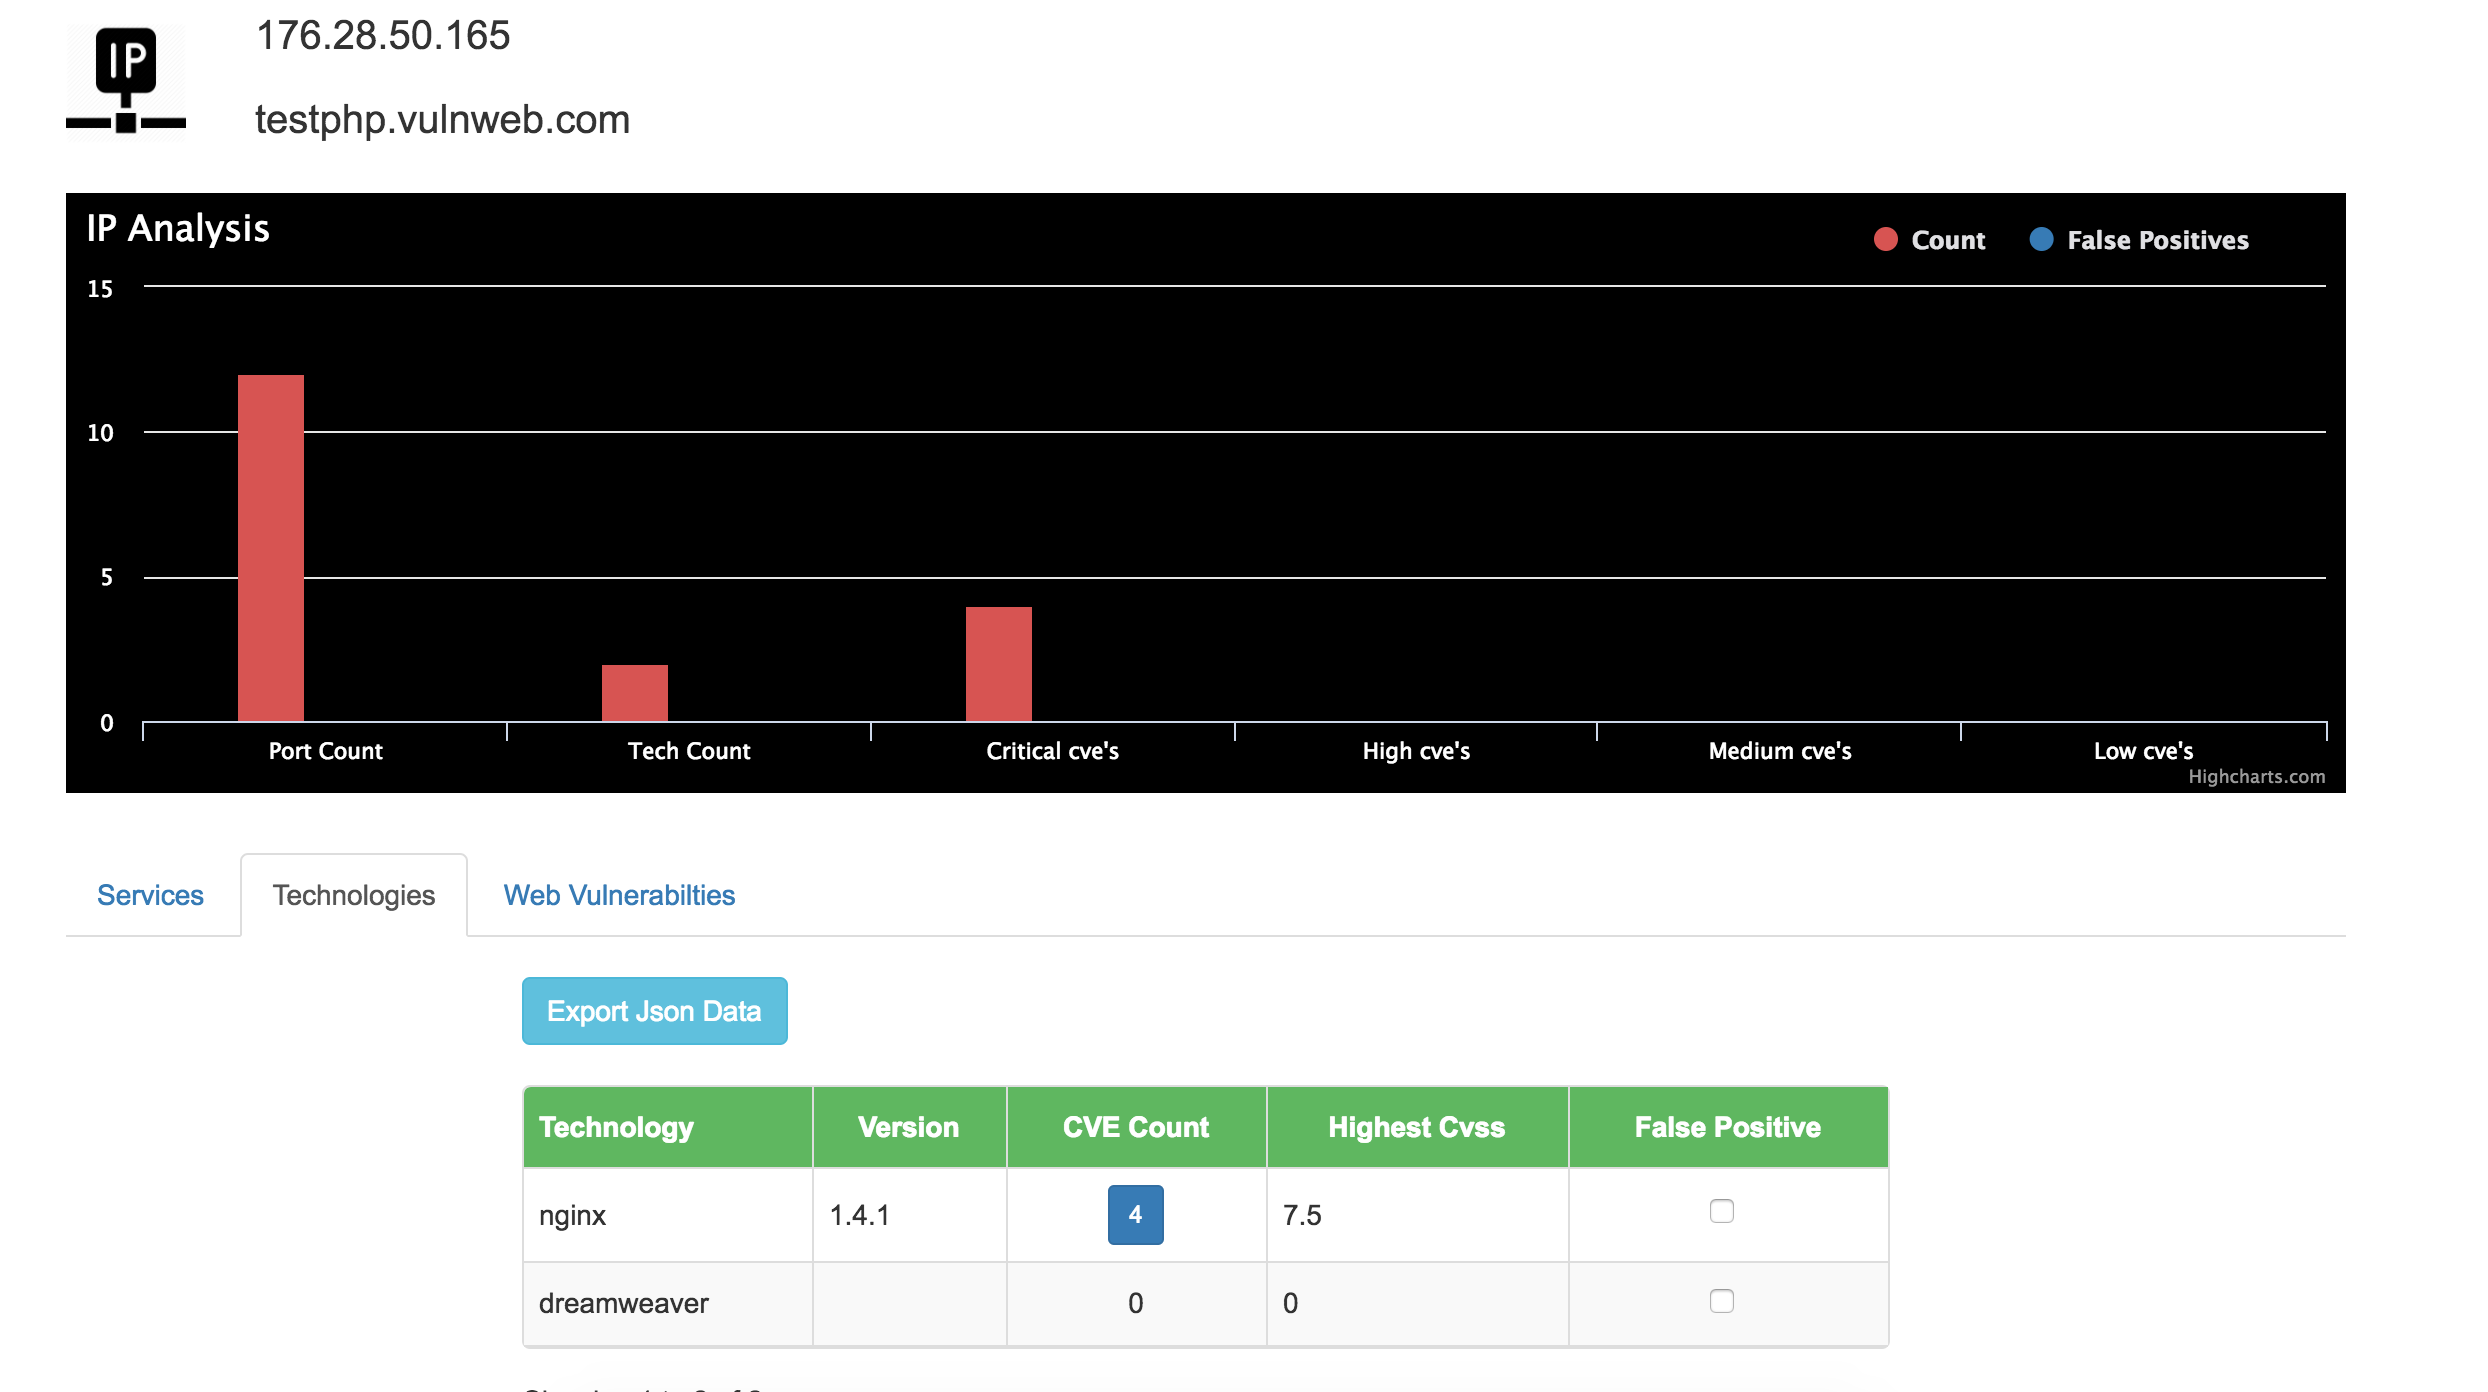 IP
176.28.50.165
testphp.vulnweb.com
IP Analysis
Count False Positives
15
10
5
0
Port Count Tech Count Critical cve's High cve's Medium cve's Low cve's
Highcharts.com
Services Technologies Web Vulnerabilties
Export Json Data
Technology Version CVE Count Highest Cvss False Positive
nginx 1.4.1 4 7.5
dreamweaver 0 0